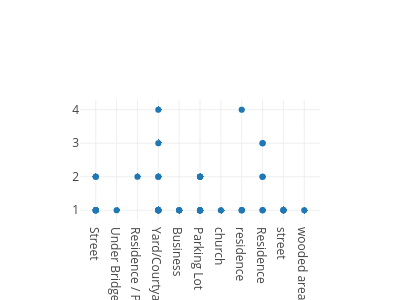 4
3
2
1
Street
Under Bridge
Residence / P
Yard/Courtya
Business
Parking Lot
church
residence
Residence
street
wooded area